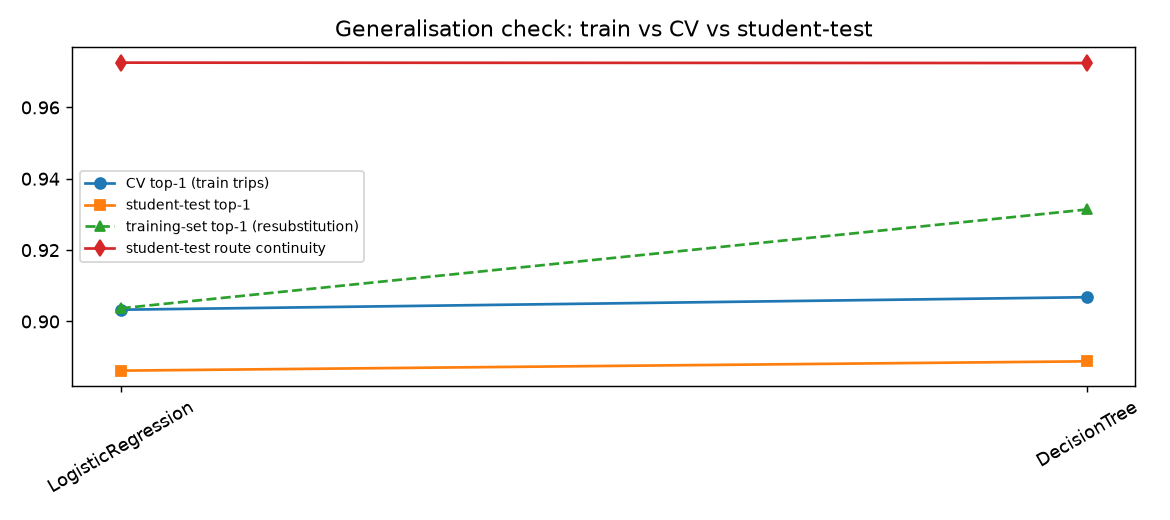 Generalisation check: train vs CV vs student-test
0.96
0.94
0.92
0.90
CV top-1 (train trips)
student-test top-1
training-set top-1 (resubstitution)
student-test route continuity
LogisticRegression
DecisionTree